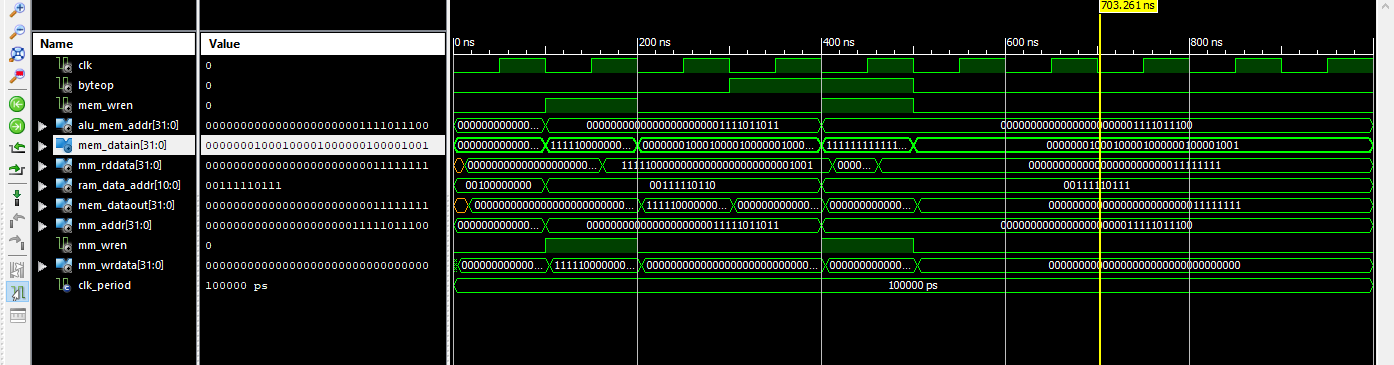 703.261 ns
Name Value
0 ns 200 ns 400 ns 600 ns 800 ns
clk 0
byteop 0
mem_wren 0
alu_mem_addr[31:0] 00000000000000000000001111011100 000000000000... 00000000000000000000001111011011 00000000000000000000001111011100
mem_datain[31:0] 00000001000100001000000100001001 000000000000... 111110000000... 00000001000100001000... 111111111111... 00000001000100001000000100001001
mm_rddata[31:0] 00000000000000000000000011111111 00000000000000000000... 11111000000000000000000000001001 0000... 00000000000000000000000011111111
ram_data_addr[10:0] 00111110111 00100000000 00111110110 00111110111
mem_dataout[31:0] 00000000000000000000000011111111 000000000000000000000000... 111110000000... 000000000000... 000000000000... 00000000000000000000000011111111
mm_addr[31:0] 00000000000000000000001111011100 000000000000... 00000000000000000000001111011011 00000000000000000000001111011100
mm_wren 0
mm_wrdata[31:0] 00000000000000000000000000000000 000000000000... 111110000000... 0000000000000000000000000000... 000000000000... 00000000000000000000000000000000
clk_period 100000 ps 100000 ps